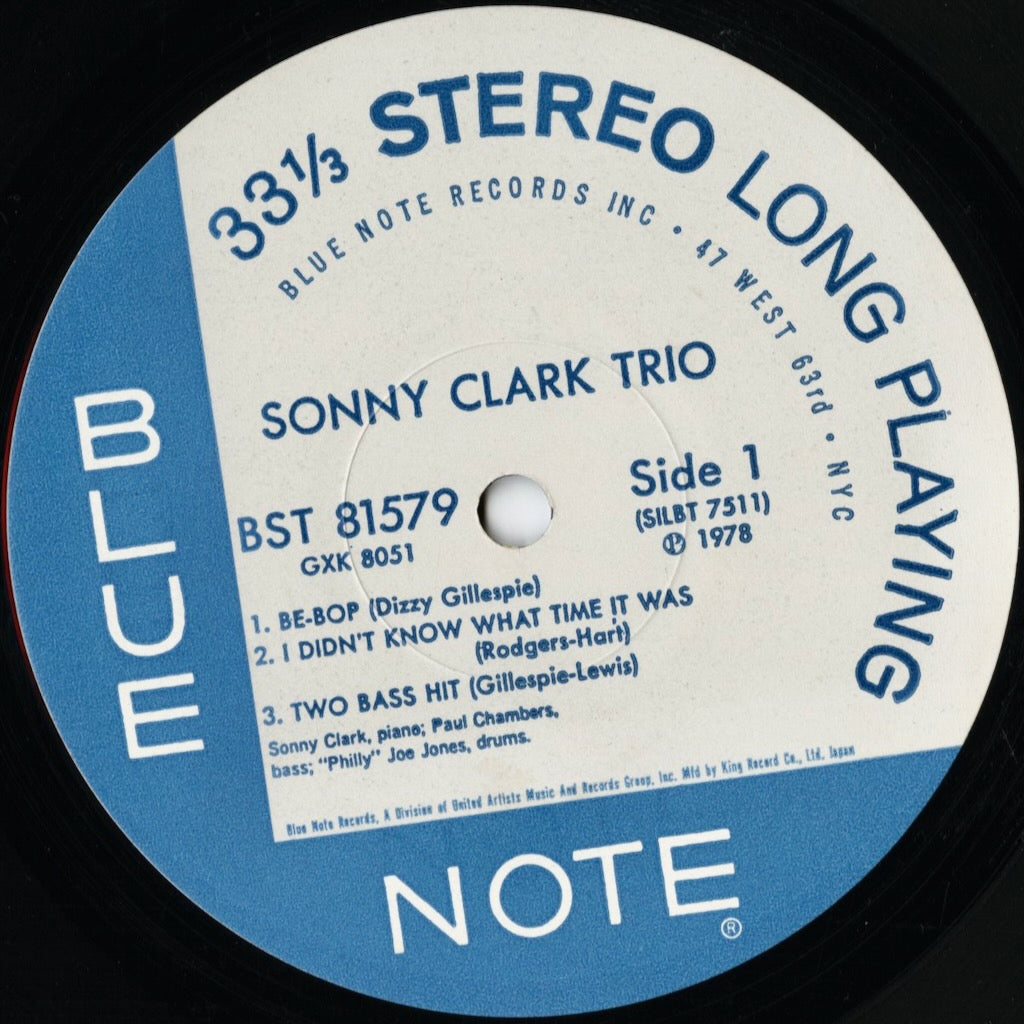 33⅓ STEREO LONG PLAYING
BLUE NOTE RECORDS INC • 47 WEST 63rd • NYC
SONNY CLARK TRIO
BST 81579
GXK 8051
Side 1
(SILBT 7511)
℗ 1978
1. BE-BOP (Dizzy Gillespie)
2. I DIDN'T KNOW WHAT TIME IT WAS
(Rodgers-Hart)
3. TWO BASS HIT (Gillespie-Lewis)
Sonny Clark, piano; Paul Chambers,
bass; "Philly" Joe Jones, drums.
Blue Note Records, A Division of United Artists Music And Records Group, Inc. Mfd by King Record Co., Ltd. Japan
BLUE
NOTE®